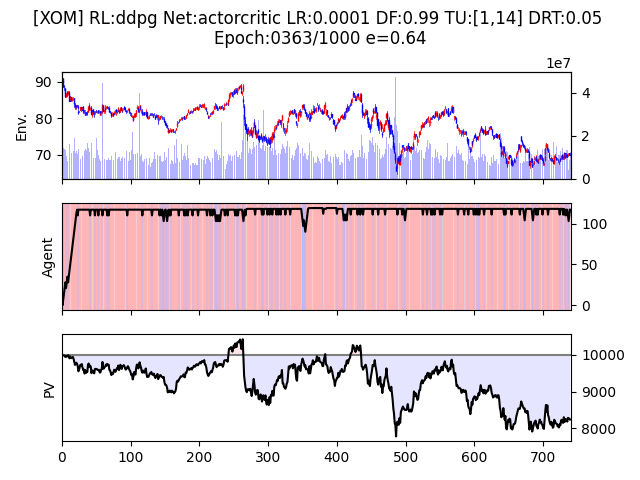 [XOM] RL:ddpg Net:actorcritic LR:0.0001 DF:0.99 TU:[1,14] DRT:0.05
Epoch:0363/1000 e=0.64
1e7
90
80
70
Env.
4
2
0
Agent
100
50
0
PV
10000
9000
8000
0 100 200 300 400 500 600 700